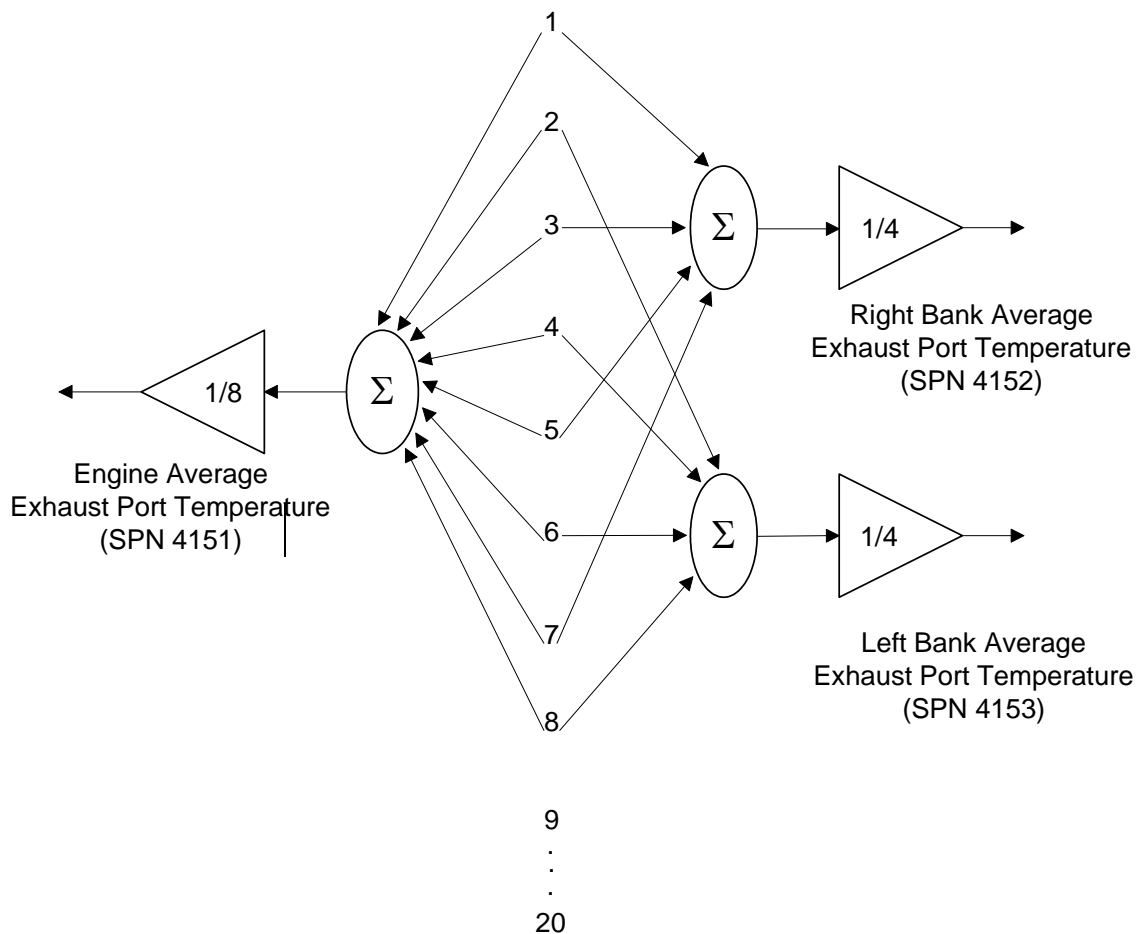 1
2
3
4
5
6
7
8
9
.
.
.
20
Σ
1/8
Engine Average
Exhaust Port Temperature
(SPN 4151)
Σ
1/4
Right Bank Average
Exhaust Port Temperature
(SPN 4152)
Σ
1/4
Left Bank Average
Exhaust Port Temperature
(SPN 4153)